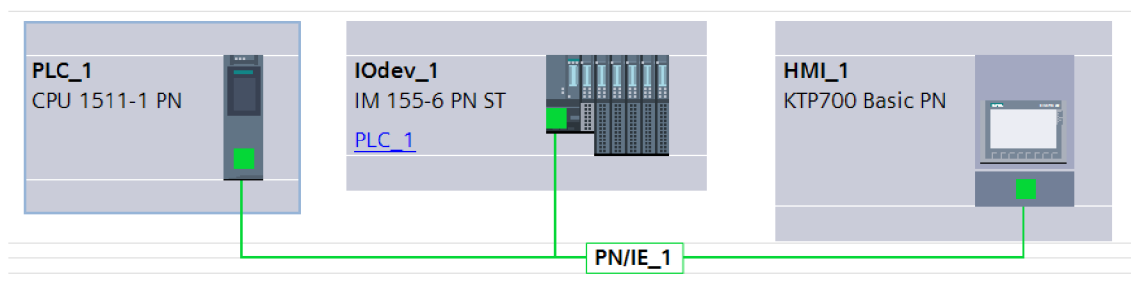 PLC_1
CPU 1511-1 PN
IOdev_1
IM 155-6 PN ST
PLC_1
HMI_1
KTP700 Basic PN
PN/IE_1